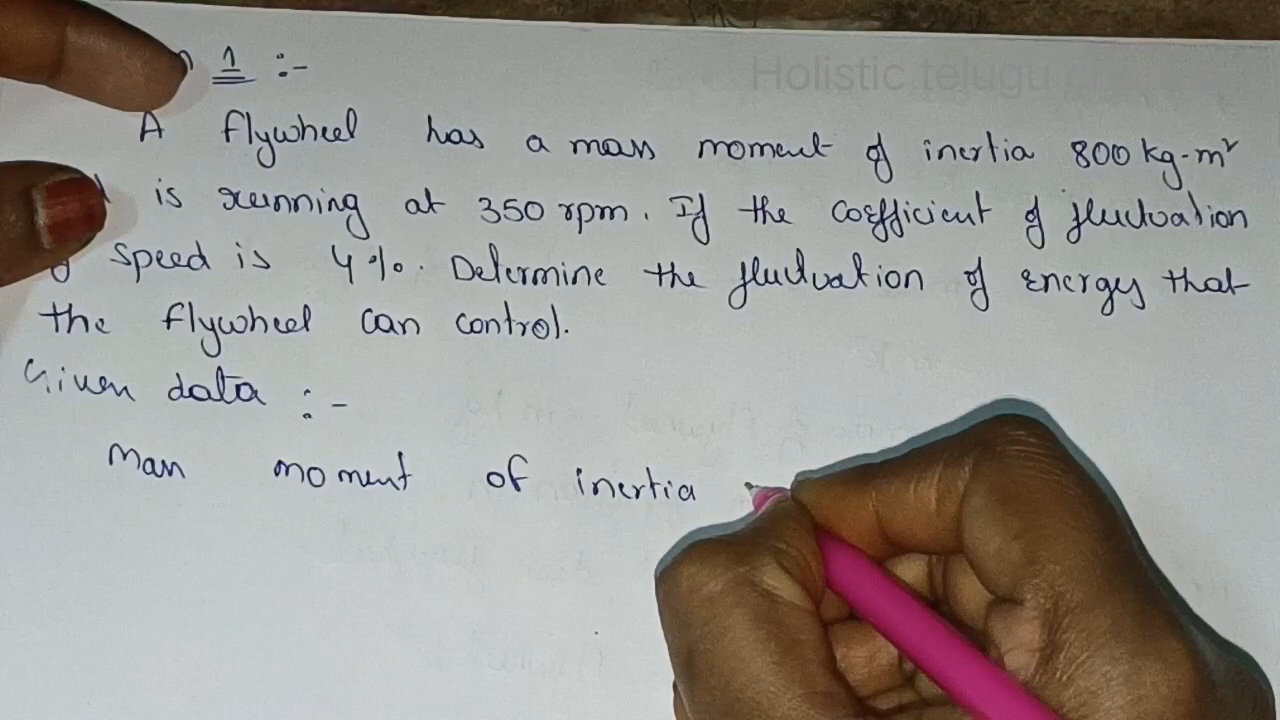 1 :-
Holistic telugu
A flywheel has a mass moment of inertia 800 kg-m²
is running at 350 rpm. If the coefficient of fluctuation
speed is 4%. Determine the fluctuation of energy that
the flywheel can control.
Given data :-
Mass moment of inertia